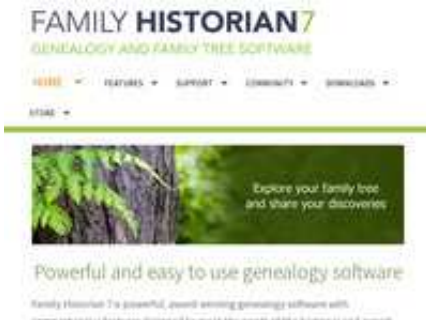 FAMILY HISTORIAN7
GENEALOGY AND FAMILY TREE SOFTWARE
HOME FEATURES SUPPORT COMMUNITY DOWNLOADS
STORE
Explore your family tree
and share your discoveries
Powerful and easy to use genealogy software
Family Historian 7 is powerful, award winning genealogy software with